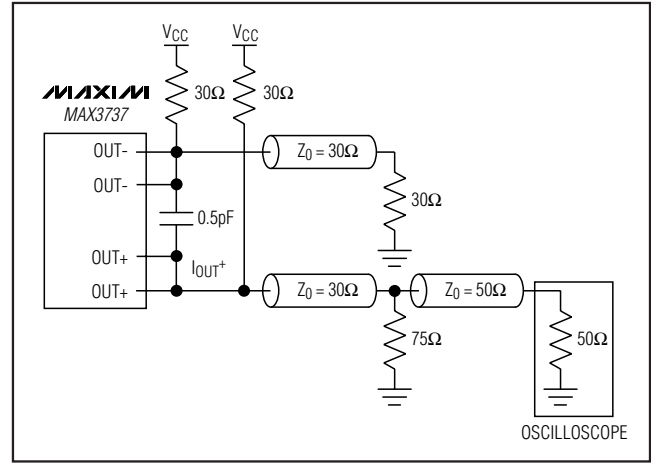 VCC VCC
MAXIM
MAX3737
30Ω 30Ω
OUT-
Z0 = 30Ω
OUT-
30Ω
0.5pF
OUT+
IOUT+
OUT+
Z0 = 30Ω
Z0 = 50Ω
75Ω
50Ω
OSCILLOSCOPE